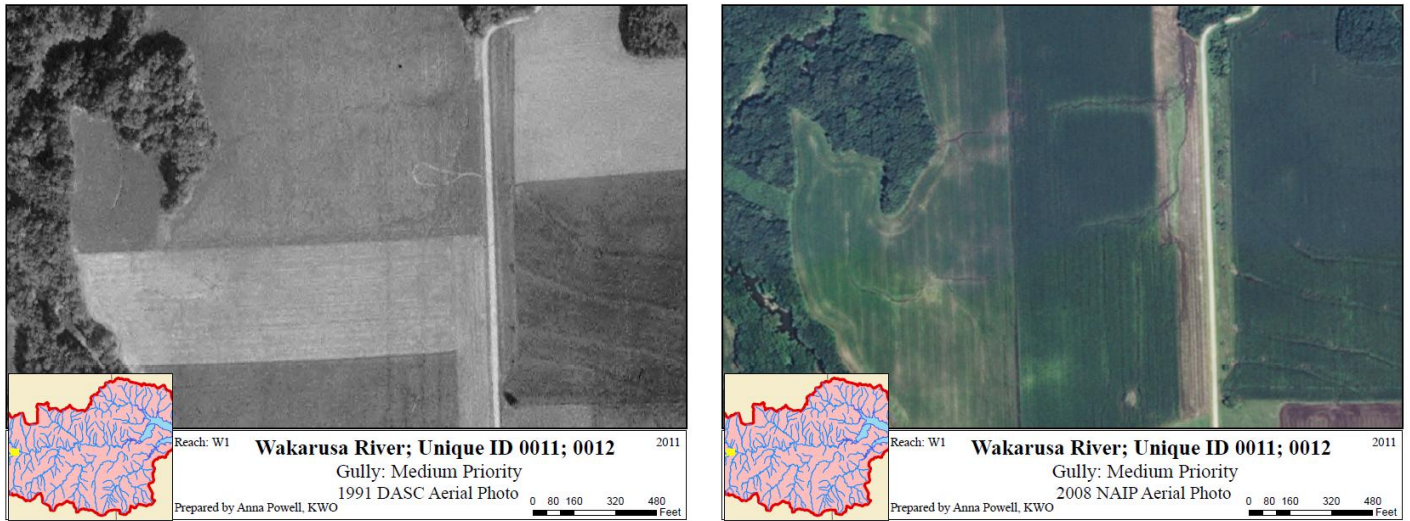 Reach: W1
Wakarusa River; Unique ID 0011; 0012
2011
Gully: Medium Priority
1991 DASC Aerial Photo
Prepared by Anna Powell, KWO
0 80 160 320 480
Feet
Reach: W1
Wakarusa River; Unique ID 0011; 0012
2011
Gully: Medium Priority
2008 NAIP Aerial Photo
Prepared by Anna Powell, KWO
0 80 160 320 480
Feet